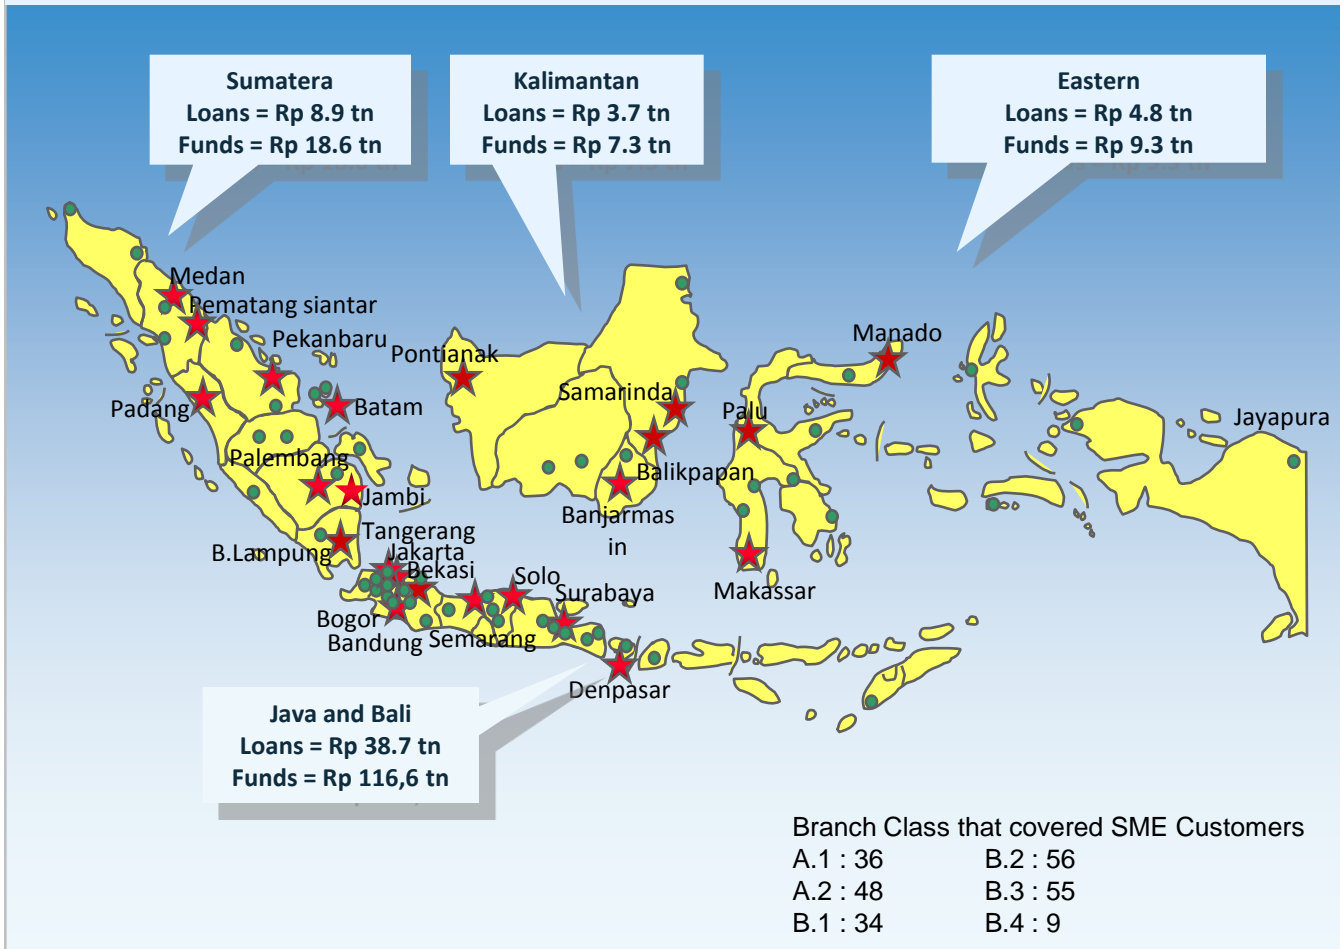 Sumatera
Loans = Rp 8.9 tn
Funds = Rp 18.6 tn
Kalimantan
Loans = Rp 3.7 tn
Funds = Rp 7.3 tn
Eastern
Loans = Rp 4.8 tn
Funds = Rp 9.3 tn
Medan
Pematang siantar
Pekanbaru
Padang
Batam
Palembang
Jambi
B.Lampung
Tangerang
Jakarta
Bekasi
Bogor
Bandung
Semarang
Solo
Surabaya
Denpasar
Pontianak
Samarinda
Balikpapan
Banjarmas
in
Manado
Palu
Makassar
Jayapura
Java and Bali
Loans = Rp 38.7 tn
Funds = Rp 116,6 tn
Branch Class that covered SME Customers
A.1 : 36 B.2 : 56
A.2 : 48 B.3 : 55
B.1 : 34 B.4 : 9